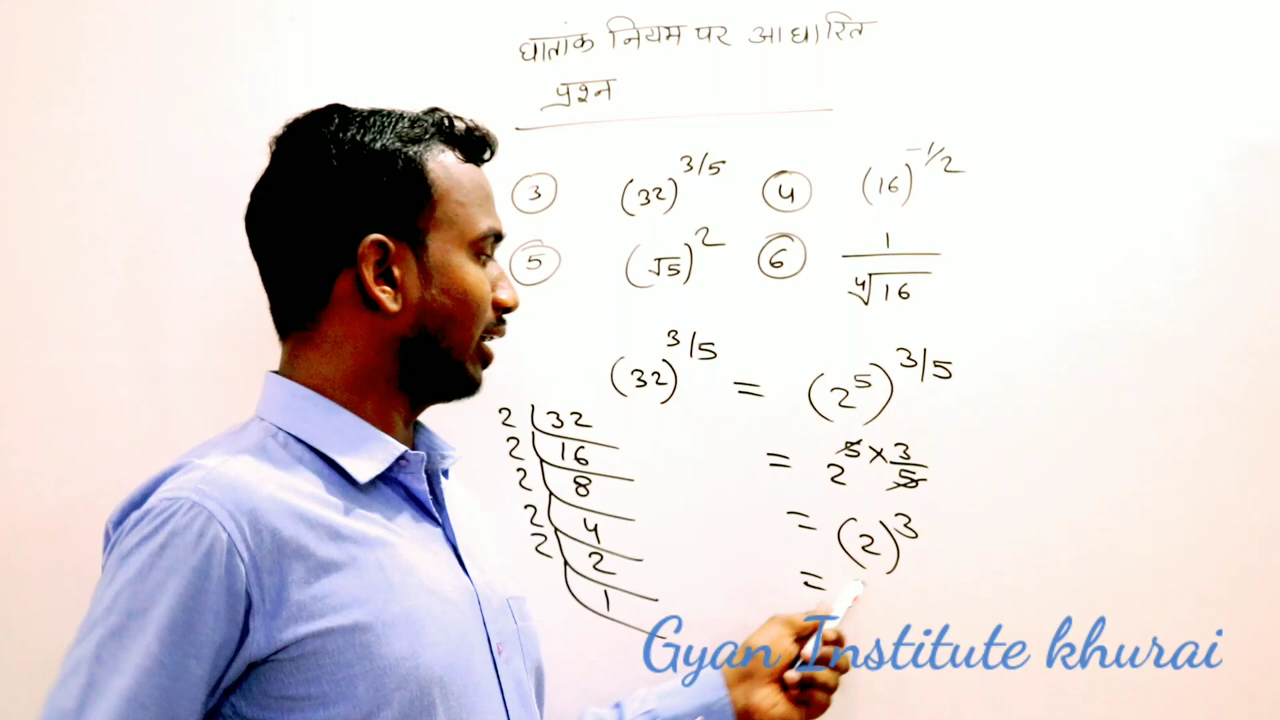 घातांक नियम पर आधारित
प्रश्न
③ (32)^3/5 ④ (16)^-1/2
⑤ (√5)^2 ⑥ 1/∜16
(32)^3/5 = (2^5)^3/5
= 2^5×3/5
= (2)^3
=
2 32
2 16
2 8
2 4
2 2
1
Gyan Institute khurai